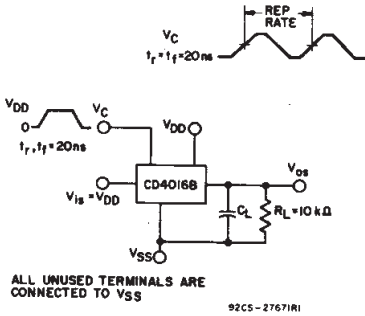 REP
RATE
VC
tr = tf = 20ns
VDD
0
tr, tf = 20ns
VC
VDD
Vos
CD4016B
Vis = VDD
CL
RL = 10 kΩ
VSS
ALL UNUSED TERMINALS ARE
CONNECTED TO VSS
92CS-27671R1